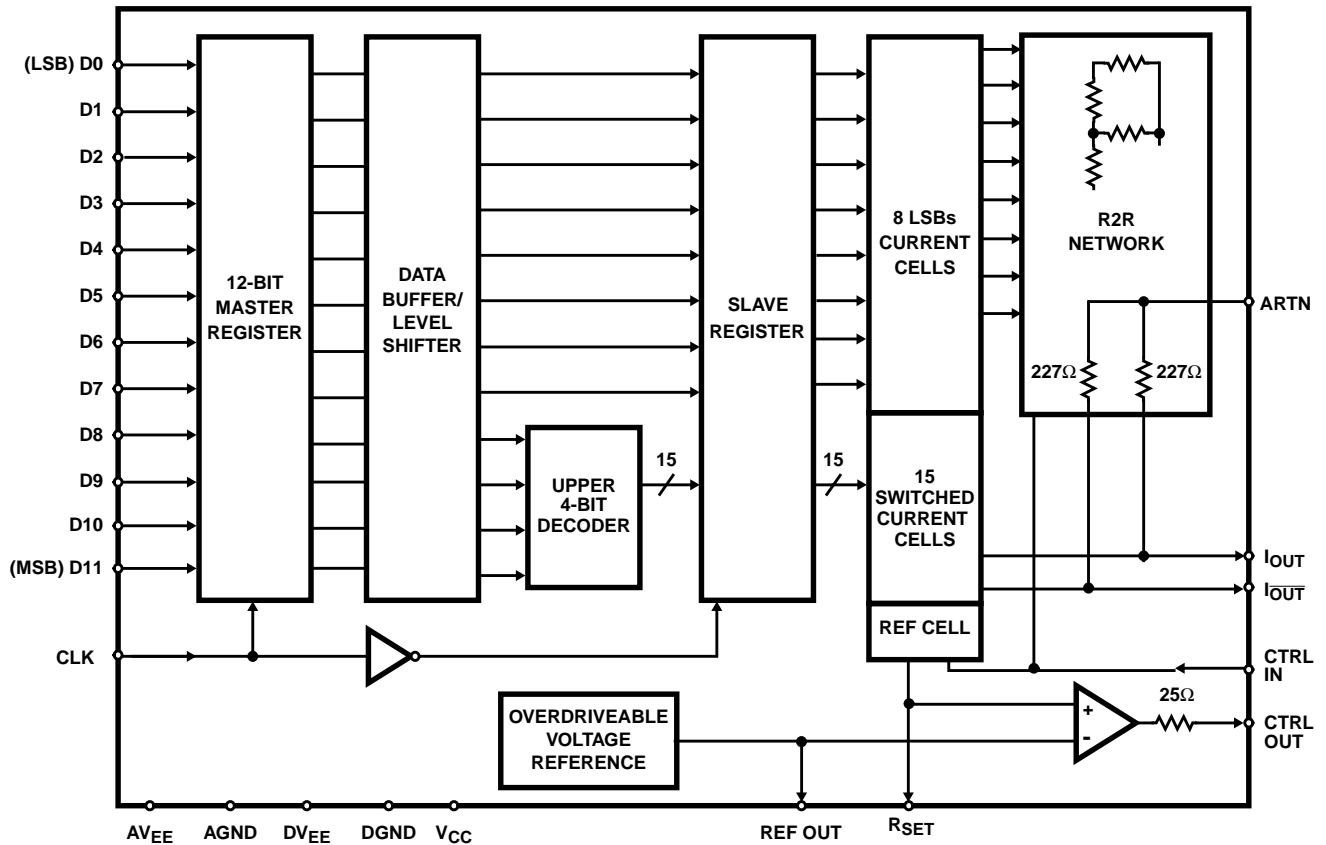 (LSB) D0
D1
D2
D3
D4
D5
D6
D7
D8
D9
D10
(MSB) D11
CLK
12-BIT
MASTER
REGISTER
DATA
BUFFER/
LEVEL
SHIFTER
UPPER
4-BIT
DECODER
15
SLAVE
REGISTER
15
8 LSBs
CURRENT
CELLS
15
SWITCHED
CURRENT
CELLS
REF CELL
R2R
NETWORK
227Ω
227Ω
ARTN
IOUT
I̅O̅U̅T̅
CTRL
IN
25Ω
CTRL
OUT
+
-
OVERDRIVEABLE
VOLTAGE
REFERENCE
AVEE
AGND
DVEE
DGND
VCC
REF OUT
RSET